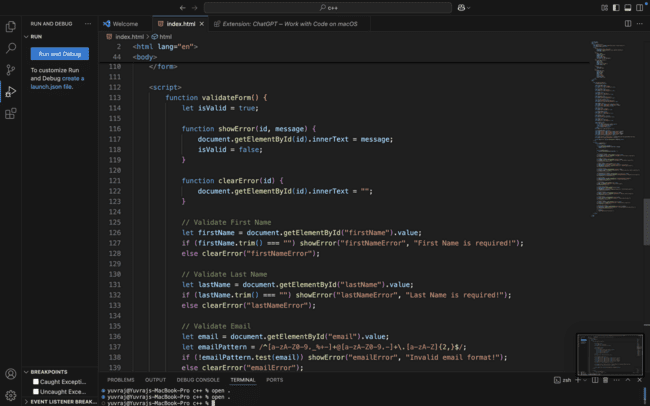 c++
RUN AND DEBUG
Welcome
index.html
Extension: ChatGPT – Work with Code on macOS
RUN
index.html > html
Run and Debug
To customize Run
and Debug create a
launch.json file.
2 <html lang="en">
44 <body>
110 </form>
111
112 <script>
113 function validateForm() {
114 let isValid = true;
115
116 function showError(id, message) {
117 document.getElementById(id).innerText = message;
118 isValid = false;
119 }
120
121 function clearError(id) {
122 document.getElementById(id).innerText = "";
123 }
124
125 // Validate First Name
126 let firstName = document.getElementById("firstName").value;
127 if (firstName.trim() === "") showError("firstNameError", "First Name is required!");
128 else clearError("firstNameError");
129
130 // Validate Last Name
131 let lastName = document.getElementById("lastName").value;
132 if (lastName.trim() === "") showError("lastNameError", "Last Name is required!");
133 else clearError("lastNameError");
134
135 // Validate Email
136 let email = document.getElementById("email").value;
137 let emailPattern = /^[a-zA-Z0-9._%+-]+@[a-zA-Z0-9.-]+\.[a-zA-Z]{2,}$/;
138 if (!emailPattern.test(email)) showError("emailError", "Invalid email format!");
139 else clearError("emailError");
PROBLEMS OUTPUT DEBUG CONSOLE TERMINAL PORTS
zsh
BREAKPOINTS
Caught Excepti...
Uncaught Exce...
EVENT LISTENER BREAK...
yuvraj@Yuvrajs-MacBook-Pro c++ % open .
yuvraj@Yuvrajs-MacBook-Pro c++ % open .
yuvraj@Yuvrajs-MacBook-Pro c++ %